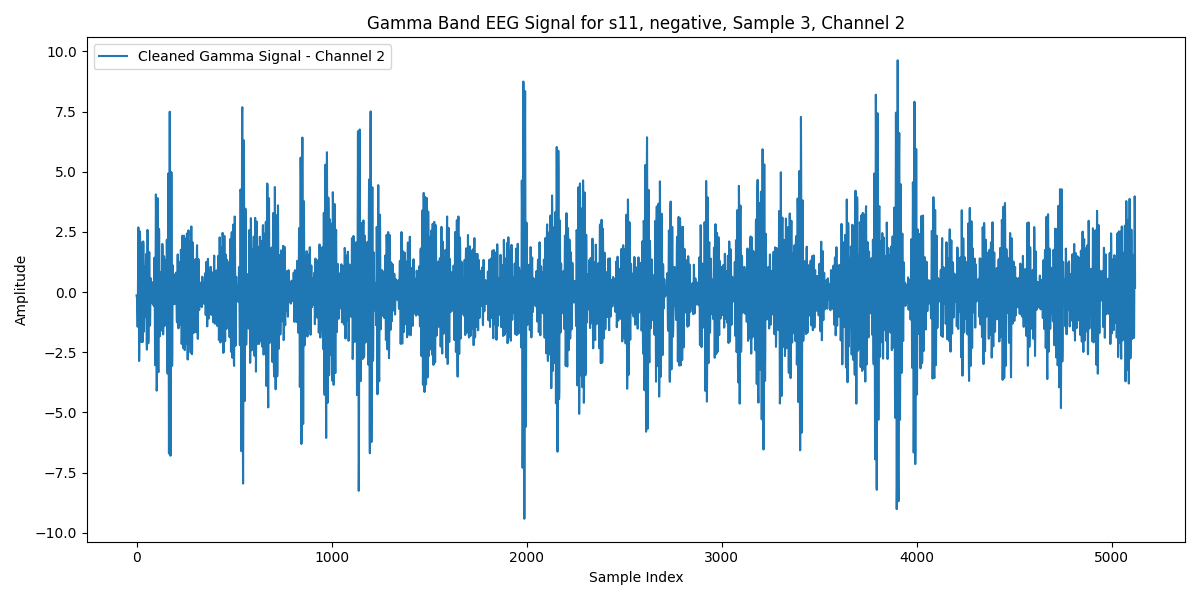 Gamma Band EEG Signal for s11, negative, Sample 3, Channel 2
Cleaned Gamma Signal - Channel 2
10.0
7.5
5.0
2.5
0.0
−2.5
−5.0
−7.5
−10.0
Amplitude
0 1000 2000 3000 4000 5000
Sample Index